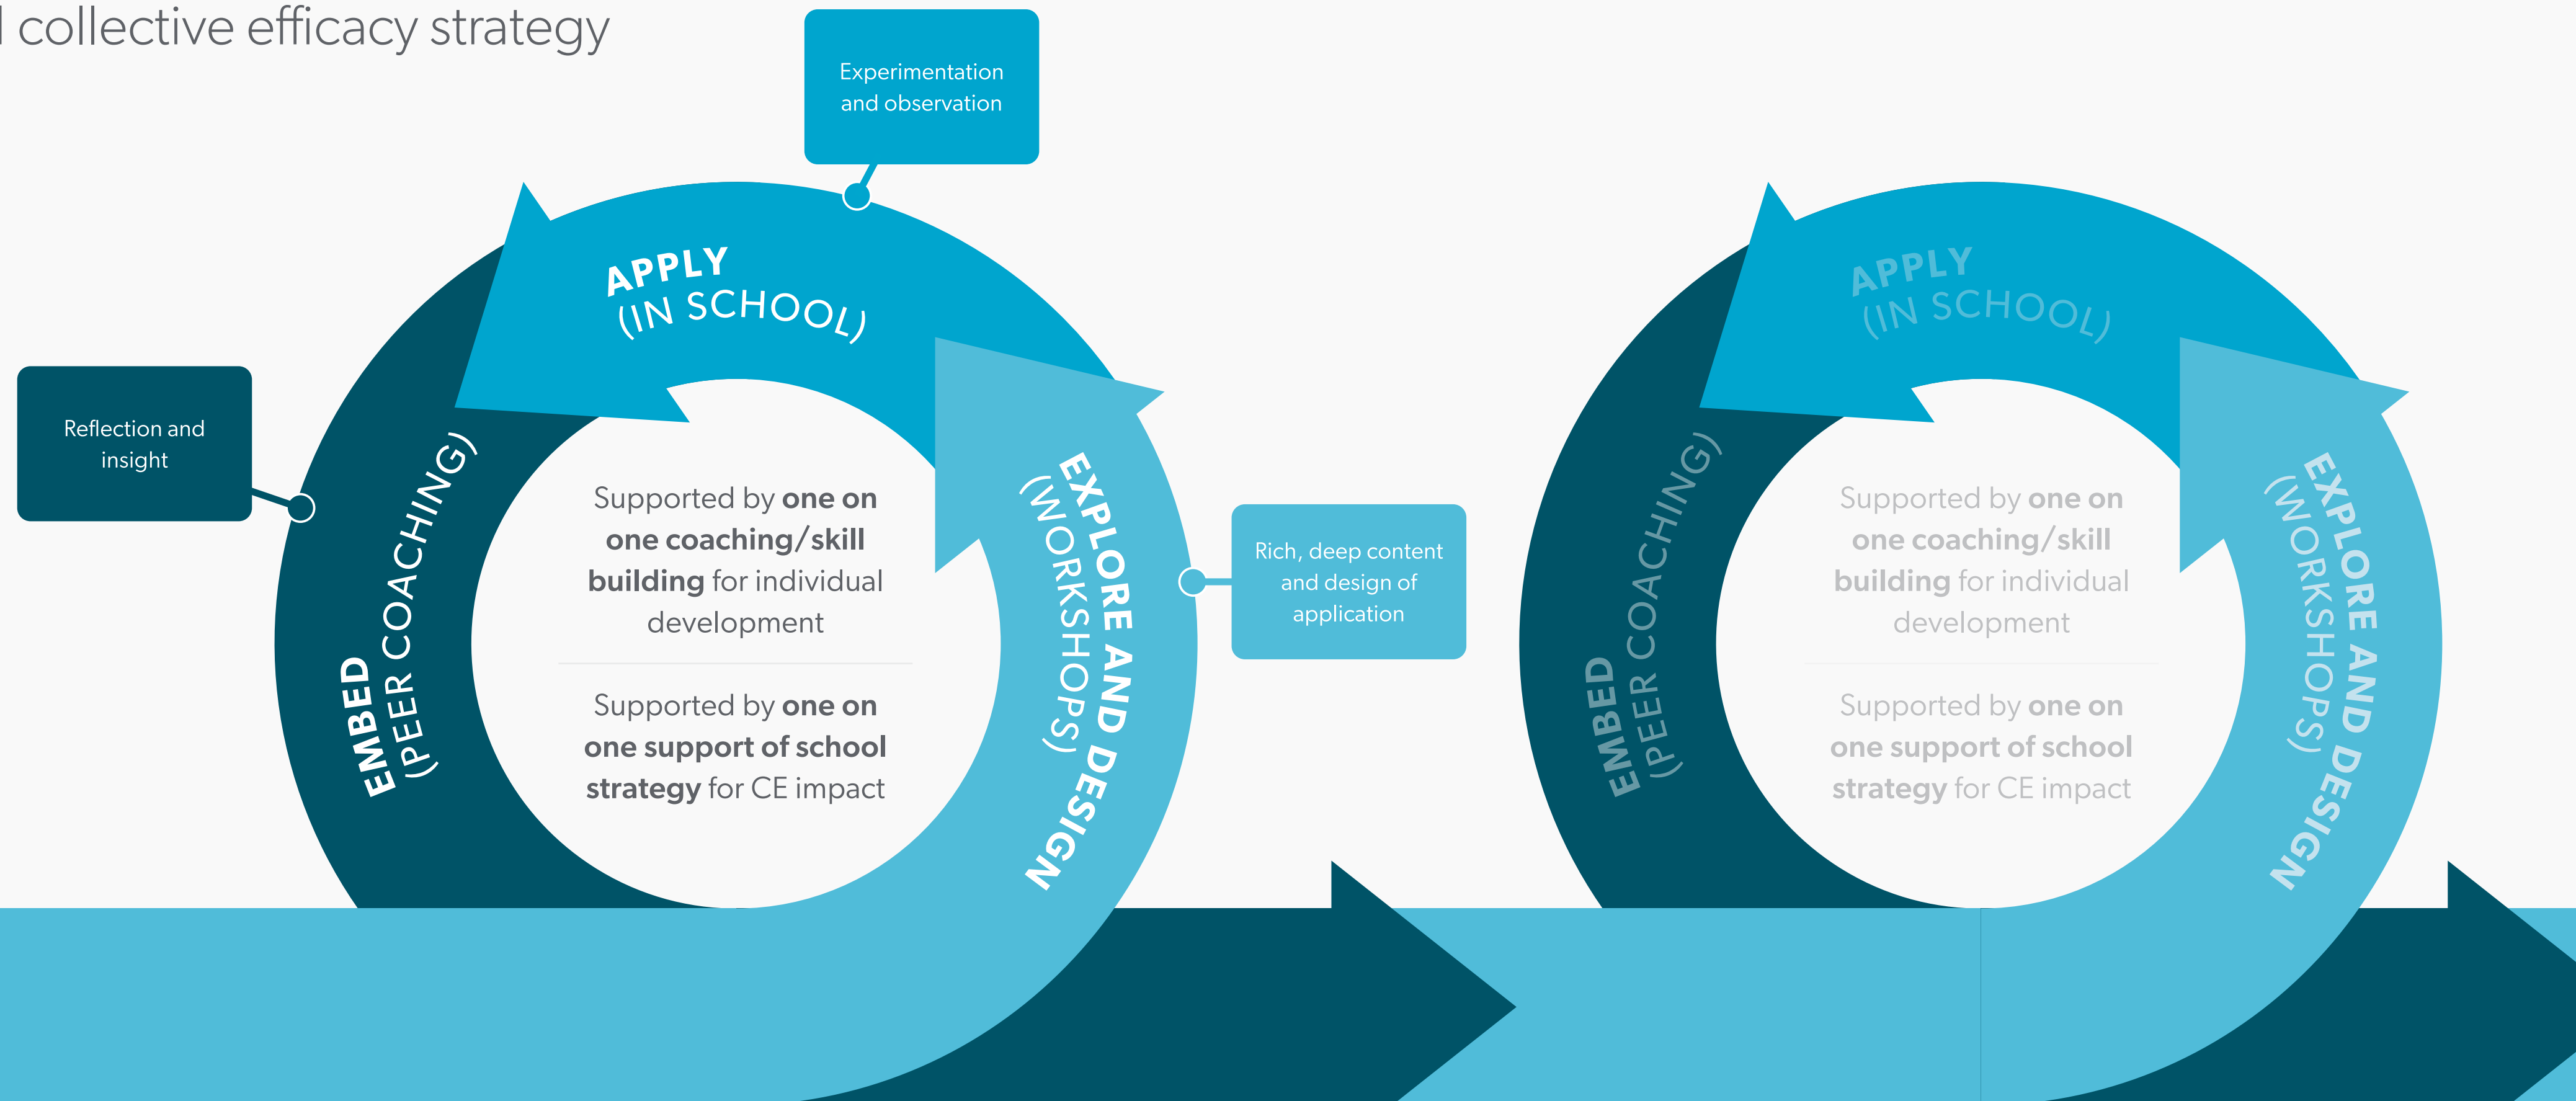 collective efficacy strategy
Experimentation
and observation
APPLY
(IN SCHOOL)
Reflection and
insight
EMBED
(PEER COACHING)
Supported by one on
one coaching/skill
building for individual
development
Supported by one on
one support of school
strategy for CE impact
EXPLORE AND DESIGN
(WORKSHOPS)
Rich, deep content
and design of
application
APPLY
(IN SCHOOL)
EMBED
(PEER COACHING)
Supported by one on
one coaching/skill
building for individual
development
Supported by one on
one support of school
strategy for CE impact
EXPLORE AND DESIGN
(WORKSHOPS)